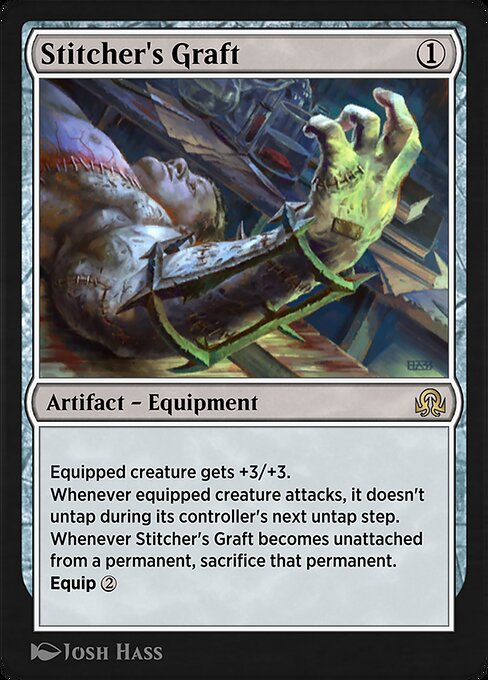 Stitcher's Graft 1
Artifact – Equipment
Equipped creature gets +3/+3.
Whenever equipped creature attacks, it doesn't
untap during its controller's next untap step.
Whenever Stitcher's Graft becomes unattached
from a permanent, sacrifice that permanent.
Equip 2
Josh Hass